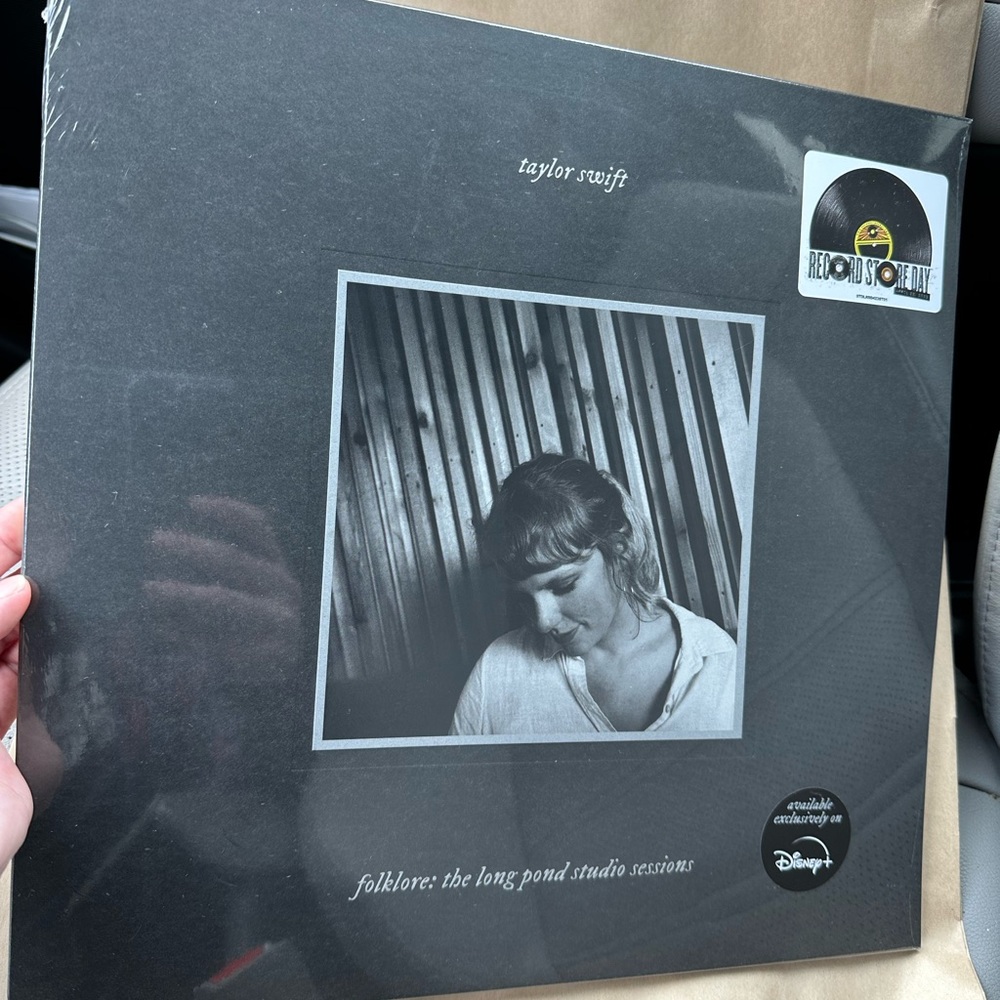 taylor swift
RECORD STORE DAY
folklore: the long pond studio sessions
available
exclusively on
Disney+